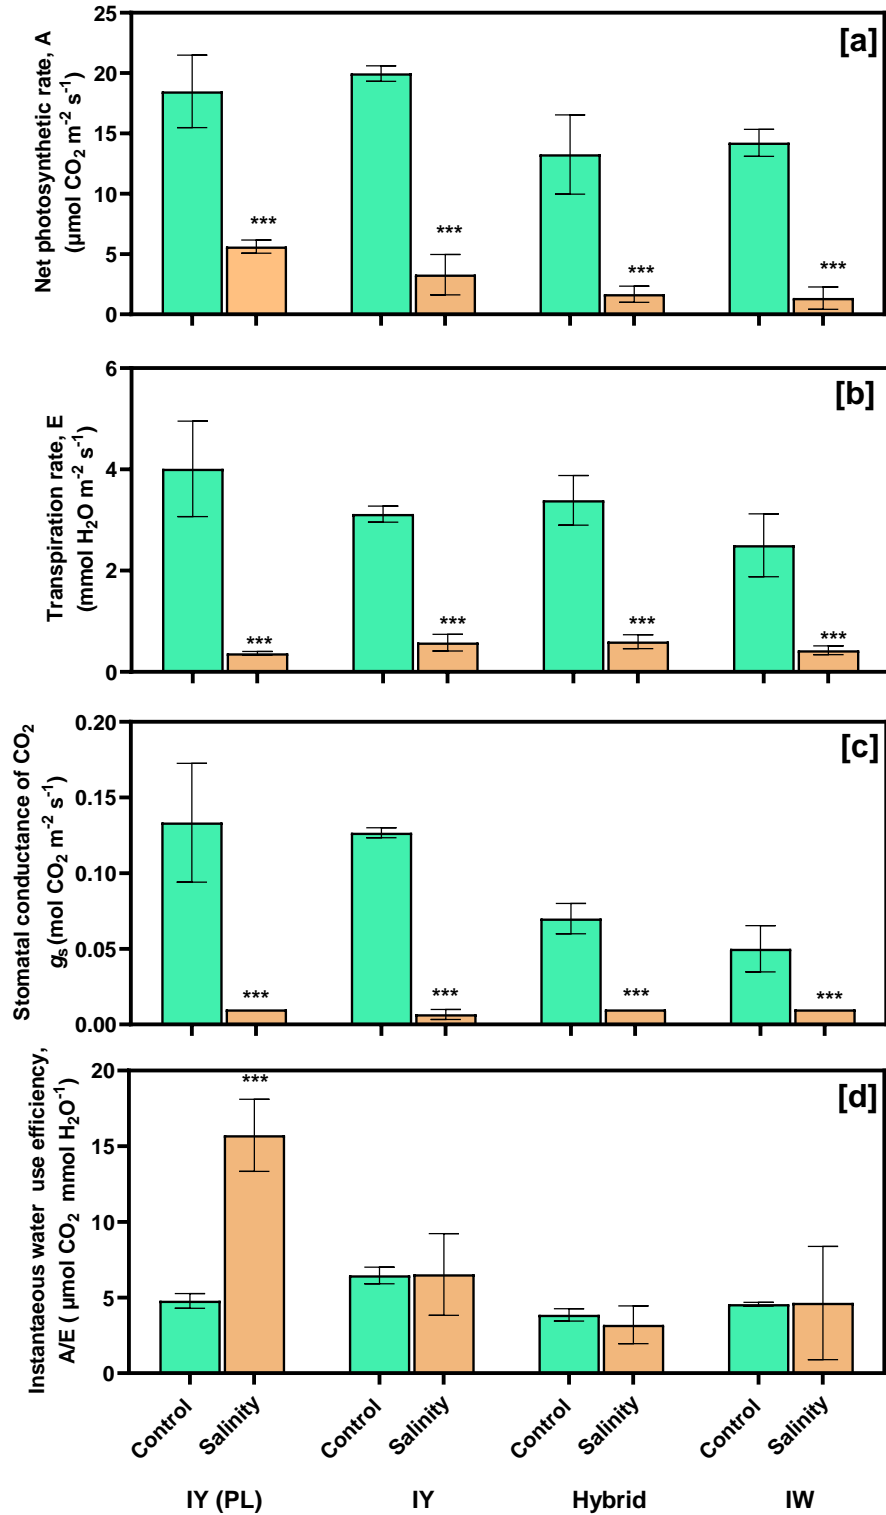 [a]
Net photosynthetic rate, A
(µmol CO₂ m⁻² s⁻¹)
25
20
15
10
5
0
***
***
***
***
[b]
Transpiration rate, E
(mmol H₂O m⁻² s⁻¹)
6
4
2
0
***
***
***
***
[c]
Stomatal conductance of CO₂
gₛ (mol CO₂ m⁻² s⁻¹)
0.20
0.15
0.10
0.05
0.00
***
***
***
***
[d]
Instantaeous water use efficiency,
A/E ( µmol CO₂ mmol H₂O⁻¹)
20
15
10
5
0
***
Control Salinity Control Salinity Control Salinity Control Salinity
IY (PL) IY Hybrid IW